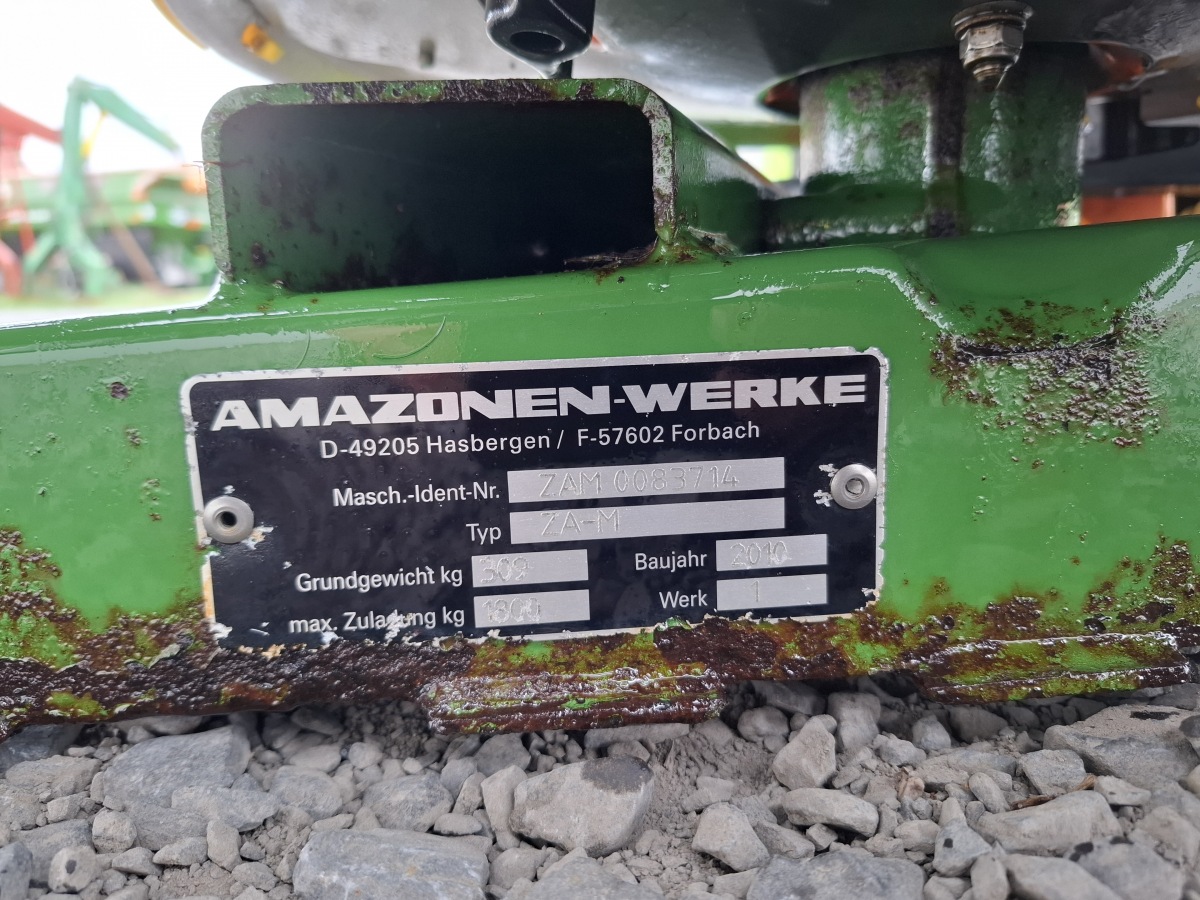 AMAZONEN-WERKE
D-49205 Hasbergen / F-57602 Forbach
Masch.-Ident-Nr. ZAM 0083714
Typ ZA-M
Grundgewicht kg 309 Baujahr 2010
max. Zuladung kg 1800 Werk 1